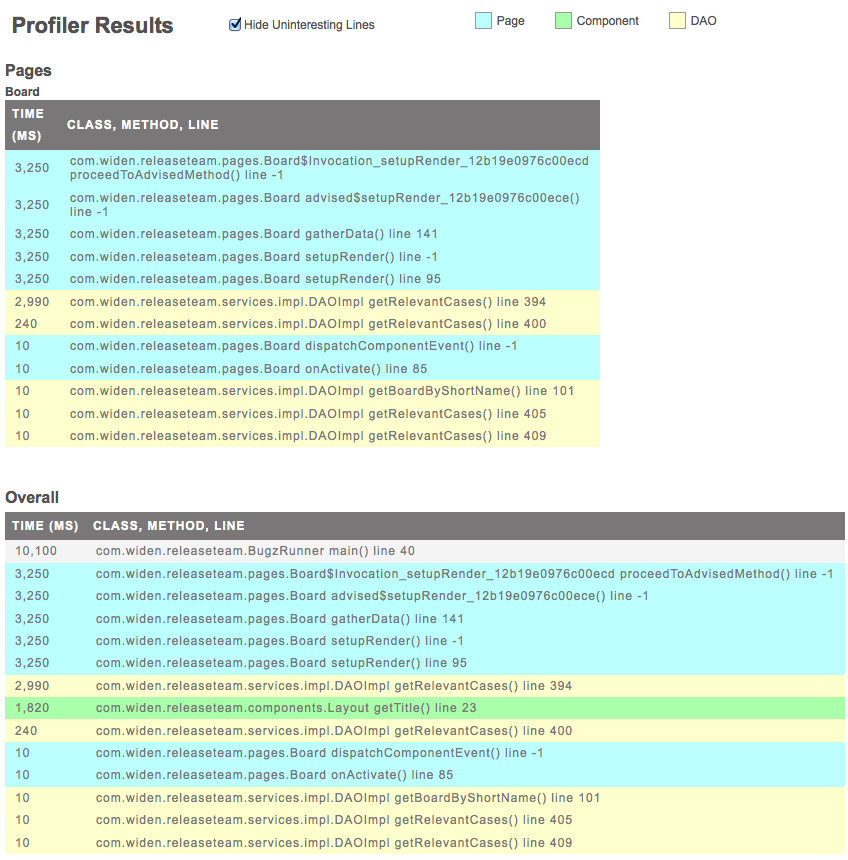 Profiler Results
Hide Uninteresting Lines
Page
Component
DAO
Pages
Board
TIME (MS) CLASS, METHOD, LINE
3,250 com.widen.releaseteam.pages.Board$Invocation_setupRender_12b19e0976c00ecd
proceedToAdvisedMethod() line -1
3,250 com.widen.releaseteam.pages.Board advised$setupRender_12b19e0976c00ece()
line -1
3,250 com.widen.releaseteam.pages.Board gatherData() line 141
3,250 com.widen.releaseteam.pages.Board setupRender() line -1
3,250 com.widen.releaseteam.pages.Board setupRender() line 95
2,990 com.widen.releaseteam.services.impl.DAOImpl getRelevantCases() line 394
240 com.widen.releaseteam.services.impl.DAOImpl getRelevantCases() line 400
10 com.widen.releaseteam.pages.Board dispatchComponentEvent() line -1
10 com.widen.releaseteam.pages.Board onActivate() line 85
10 com.widen.releaseteam.services.impl.DAOImpl getBoardByShortName() line 101
10 com.widen.releaseteam.services.impl.DAOImpl getRelevantCases() line 405
10 com.widen.releaseteam.services.impl.DAOImpl getRelevantCases() line 409
Overall
TIME (MS) CLASS, METHOD, LINE
10,100 com.widen.releaseteam.BugzRunner main() line 40
3,250 com.widen.releaseteam.pages.Board$Invocation_setupRender_12b19e0976c00ecd proceedToAdvisedMethod() line -1
3,250 com.widen.releaseteam.pages.Board advised$setupRender_12b19e0976c00ece() line -1
3,250 com.widen.releaseteam.pages.Board gatherData() line 141
3,250 com.widen.releaseteam.pages.Board setupRender() line -1
3,250 com.widen.releaseteam.pages.Board setupRender() line 95
2,990 com.widen.releaseteam.services.impl.DAOImpl getRelevantCases() line 394
1,820 com.widen.releaseteam.components.Layout getTitle() line 23
240 com.widen.releaseteam.services.impl.DAOImpl getRelevantCases() line 400
10 com.widen.releaseteam.pages.Board dispatchComponentEvent() line -1
10 com.widen.releaseteam.pages.Board onActivate() line 85
10 com.widen.releaseteam.services.impl.DAOImpl getBoardByShortName() line 101
10 com.widen.releaseteam.services.impl.DAOImpl getRelevantCases() line 405
10 com.widen.releaseteam.services.impl.DAOImpl getRelevantCases() line 409